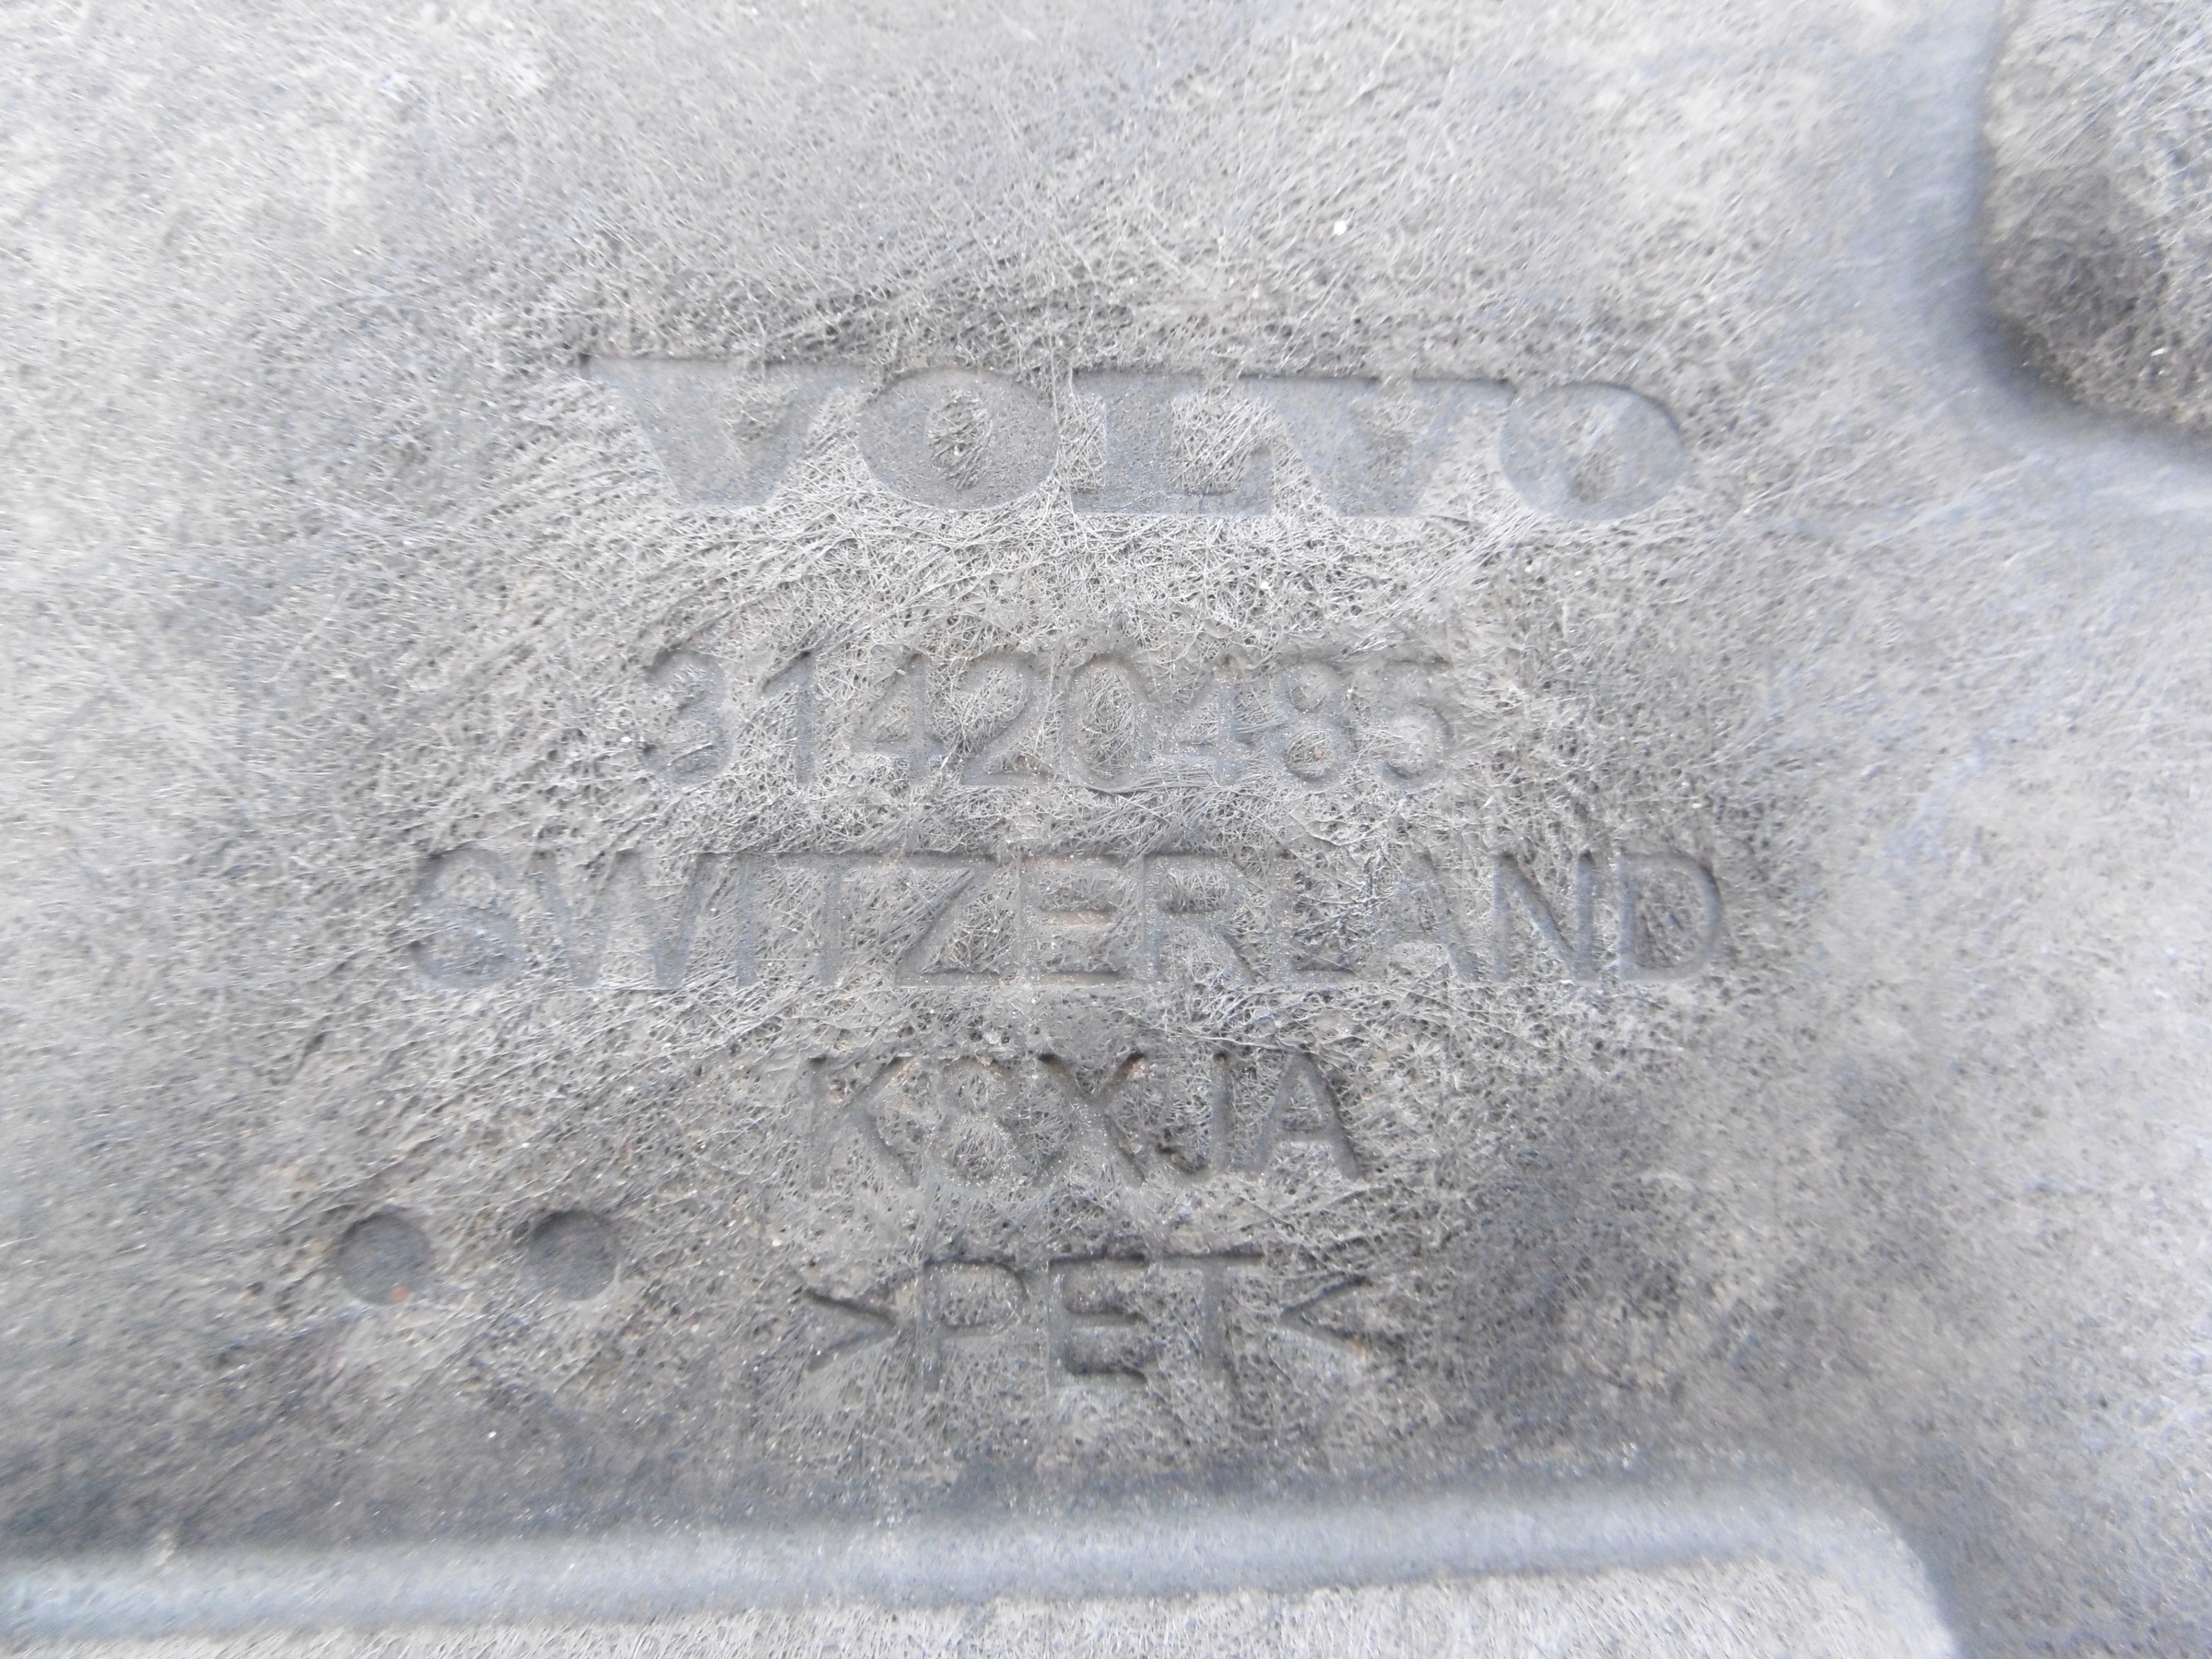 VOLVO
31420485
SWITZERLAND
K8XJA
>PET<